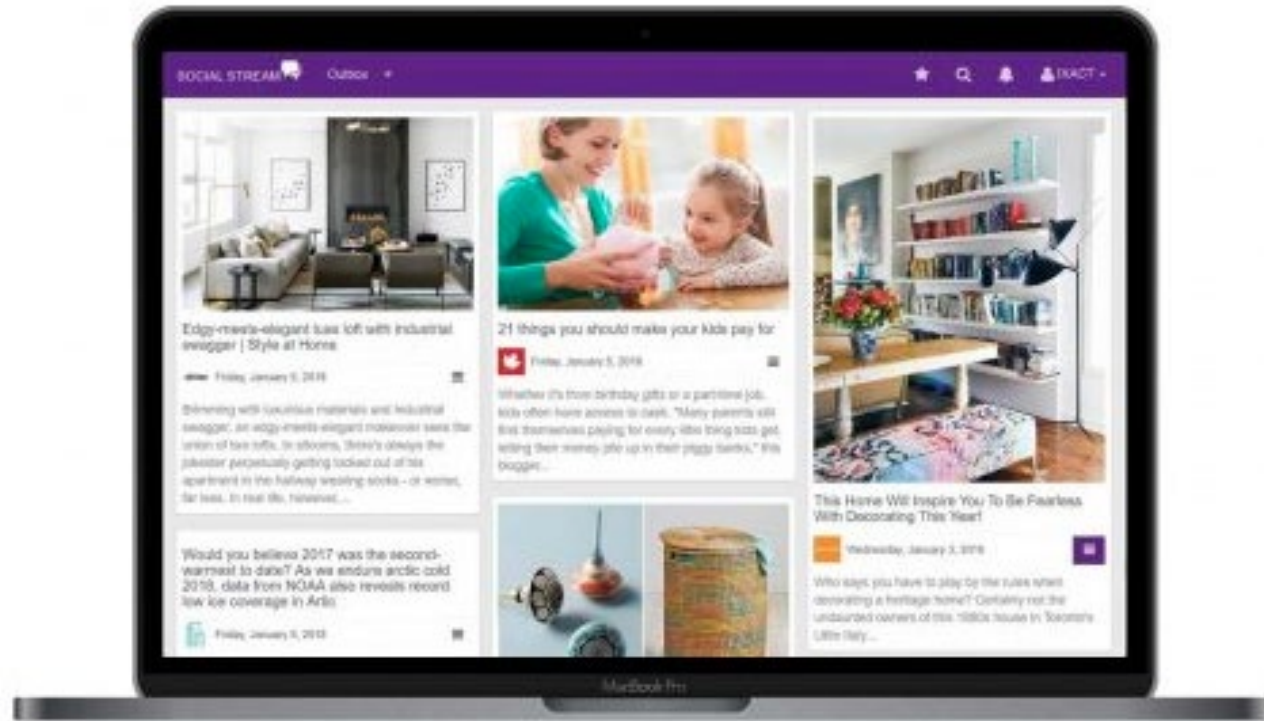 SOCIAL STREAM
Outbox +
IXACT
Edgy-meets-elegant luxe loft with industrial
swagger | Style at Home
Friday, January 5, 2018
Brimming with luxurious materials and industrial
swagger, an edgy-meets-elegant makeover sees the
union of two lofts. In sitcoms, there's always the
jokester perpetually getting locked out of his
apartment in the hallway wearing socks - or worse,
far less. In real life, however,...
Would you believe 2017 was the second-
warmest to date? As we endure arctic cold
2018, data from NOAA also reveals record
low ice coverage in Artic
Friday, January 5, 2018
21 things you should make your kids pay for
Friday, January 5, 2018
Whether it's from birthday gifts or a part-time job,
kids often have access to cash. "Many parents still
find themselves paying for every little thing kids get,
letting their money pile up in their piggy banks," this
blogger...
This Home Will Inspire You To Be Fearless
With Decorating This Year!
Wednesday, January 3, 2018
Who says you have to play by the rules when
decorating a heritage home? Certainly not the
undaunted owners of this 1880s house in Toronto's
Little Italy...
MacBook Pro